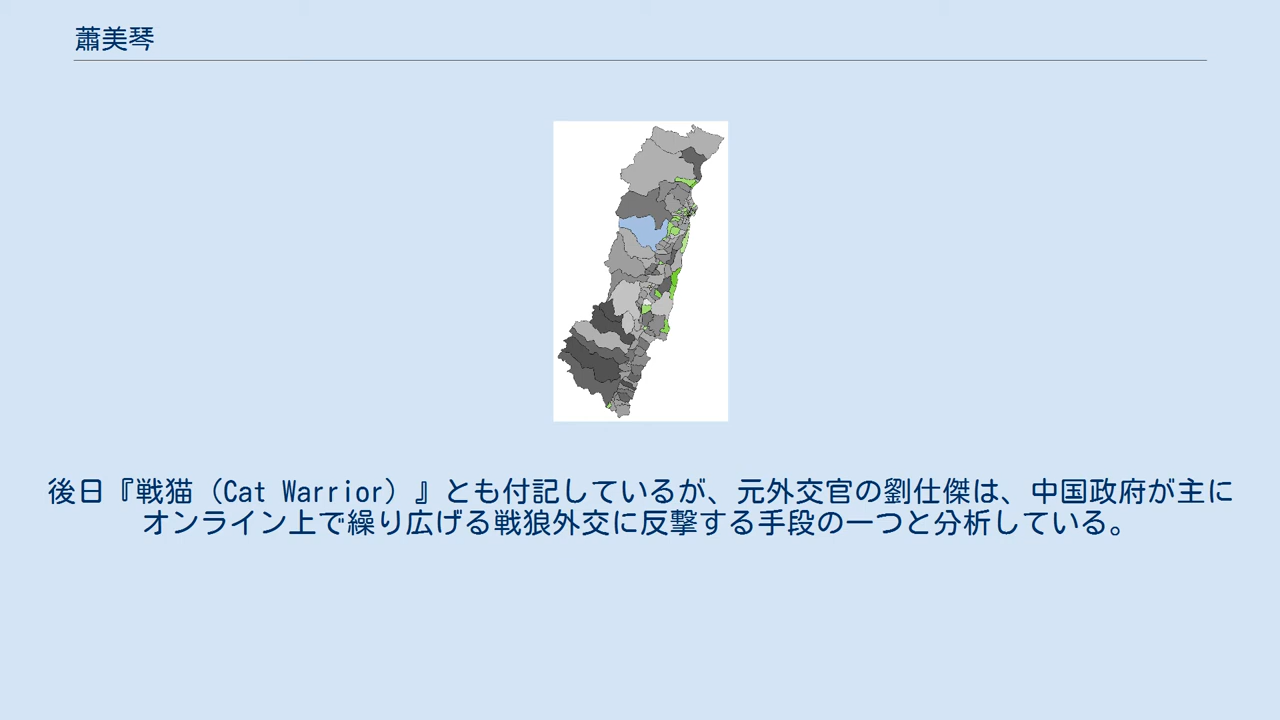 蕭美琴
後日『戦猫（Cat Warrior）』とも付記しているが、元外交官の劉仕傑は、中国政府が主に
オンライン上で繰り広げる戦狼外交に反撃する手段の一つと分析している。